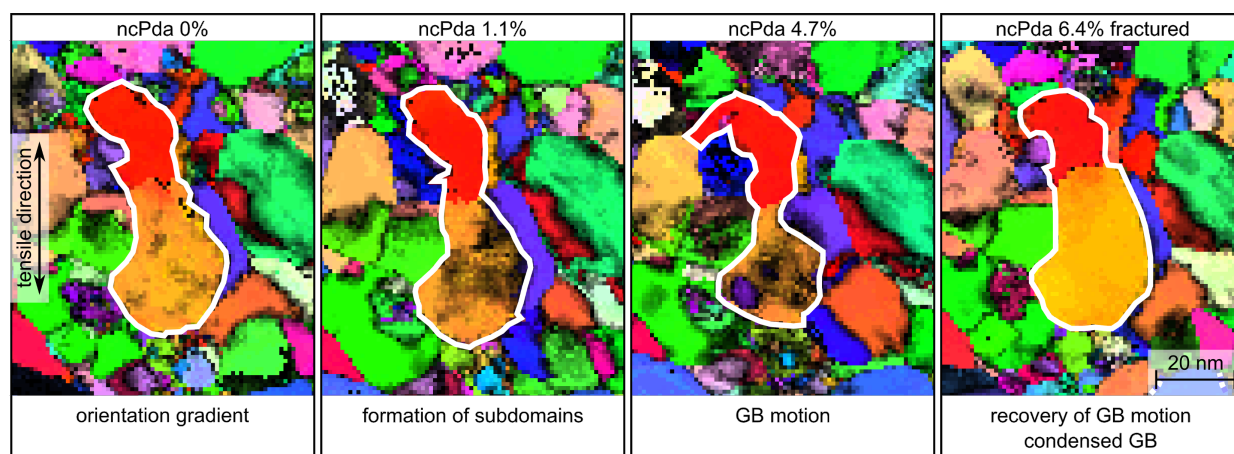 ncPda 0%
ncPda 1.1%
ncPda 4.7%
ncPda 6.4% fractured
tensile direction
20 nm
orientation gradient
formation of subdomains
GB motion
recovery of GB motion
condensed GB